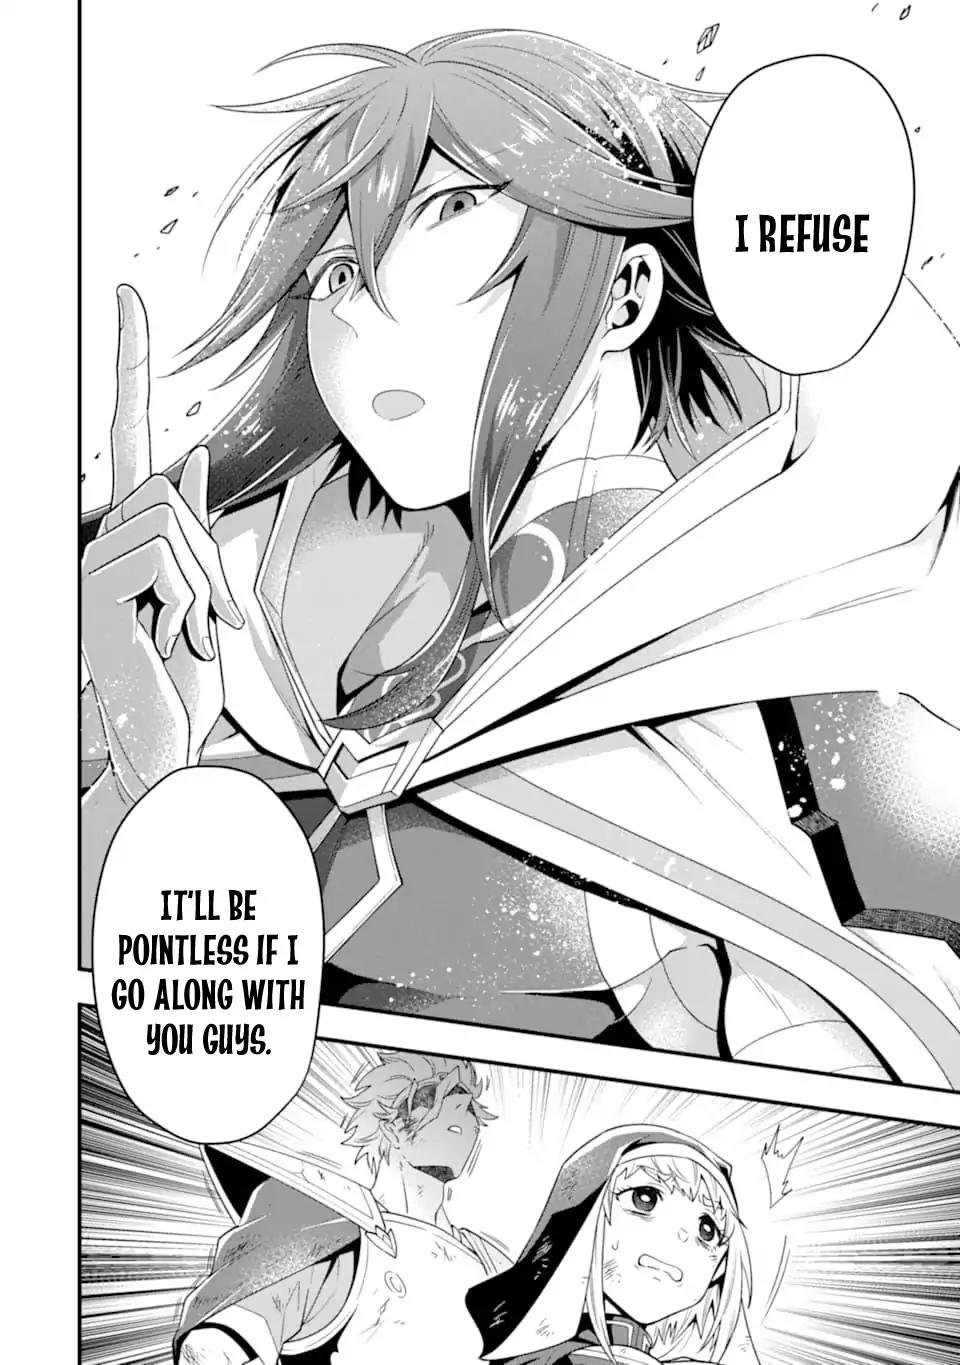 I REFUSE
IT'LL BE
POINTLESS IF I
GO ALONG WITH
YOU GUYS.